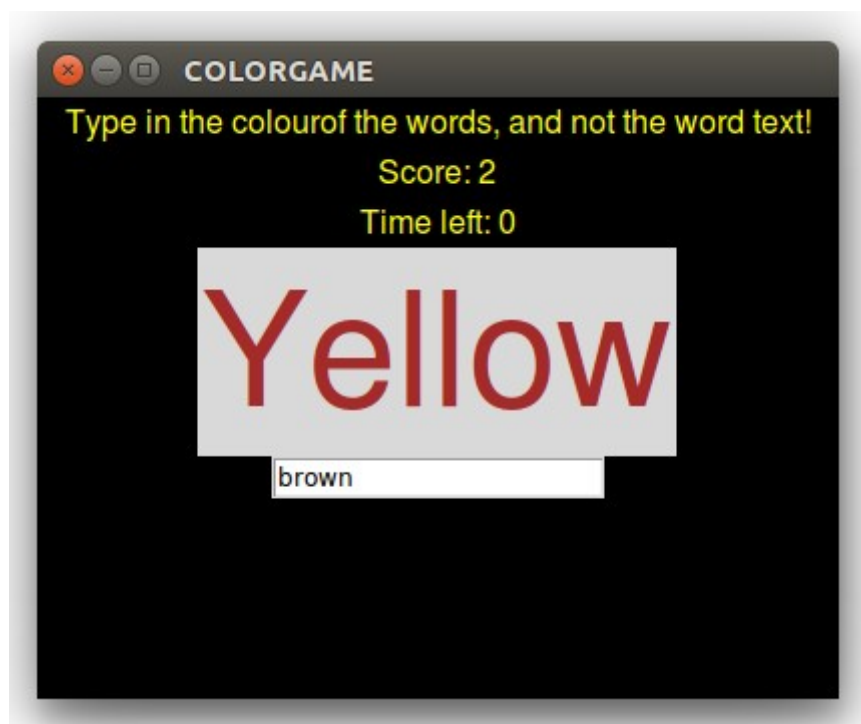 COLORGAME
Type in the colourof the words, and not the word text!
Score: 2
Time left: 0
Yellow
brown